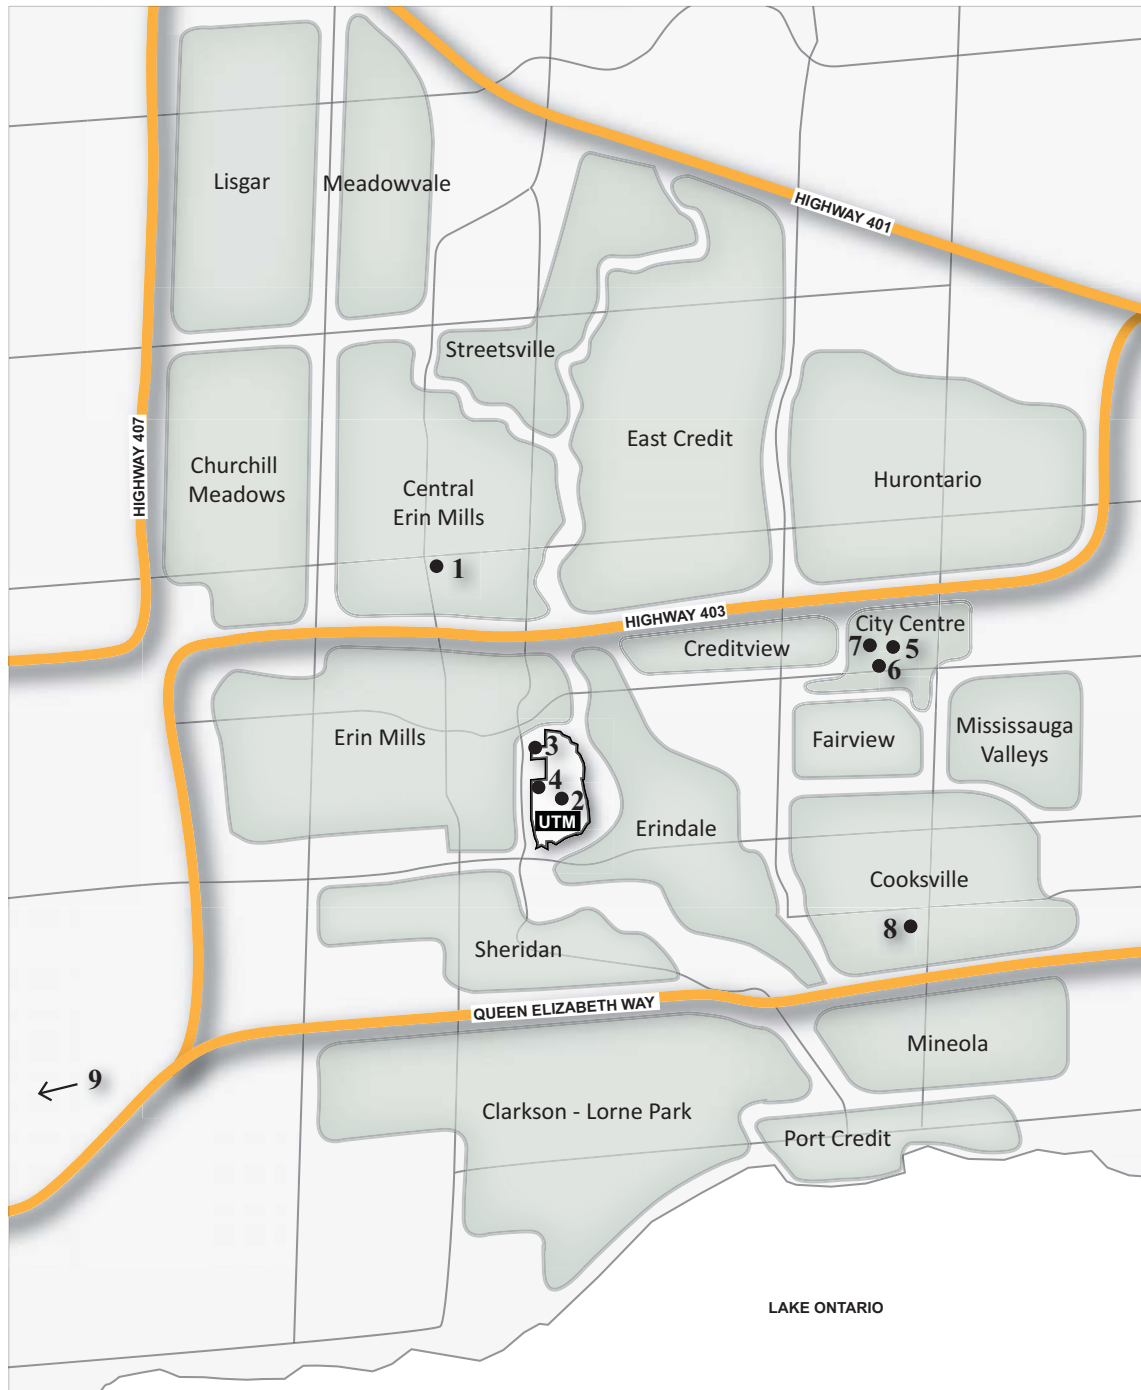 Lisgar
Meadowvale
HIGHWAY 401
Streetsville
HIGHWAY 407
East Credit
Churchill
Meadows
Central
Erin Mills
Hurontario
1
HIGHWAY 403
City Centre
Creditview
7
5
6
Erin Mills
3
Fairview
Mississauga
Valleys
4
2
UTM
Erindale
Cooksville
8
Sheridan
QUEEN ELIZABETH WAY
Mineola
9
Clarkson - Lorne Park
Port Credit
LAKE ONTARIO